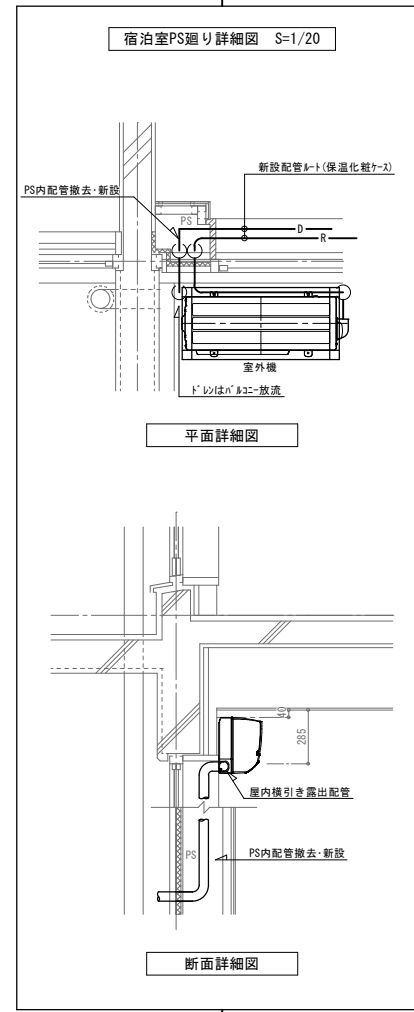 宿泊室PS廻り詳細図 S=1/20
新設配管ﾙｰﾄ(保温化粧ｹｰｽ)
PS内配管撤去・新設
PS
D
R
室外機
ﾄﾞﾚﾝはﾊﾞﾙｺﾆｰ放流
平面詳細図
40
285
屋内横引き露出配管
PS
PS内配管撤去・新設
断面詳細図